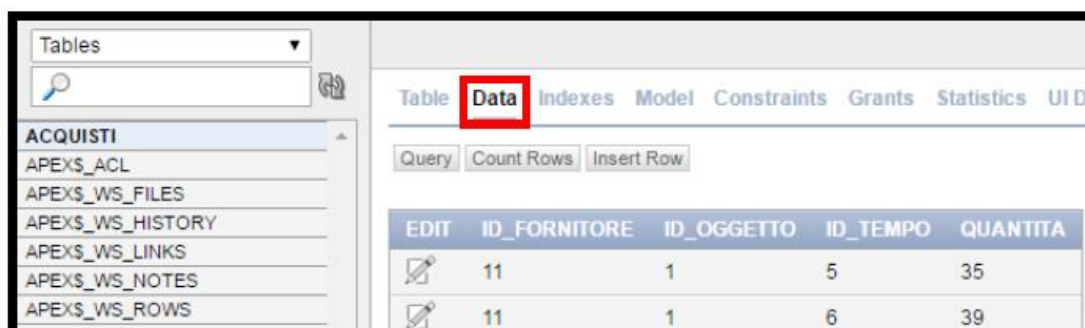 Tables
Table Data Indexes Model Constraints Grants Statistics UI D
ACQUISTI
APEX$_ACL
APEX$_WS_FILES
APEX$_WS_HISTORY
APEX$_WS_LINKS
APEX$_WS_NOTES
APEX$_WS_ROWS
Query Count Rows Insert Row
EDIT ID_FORNITORE ID_OGGETTO ID_TEMPO QUANTITA
11 1 5 35
11 1 6 39